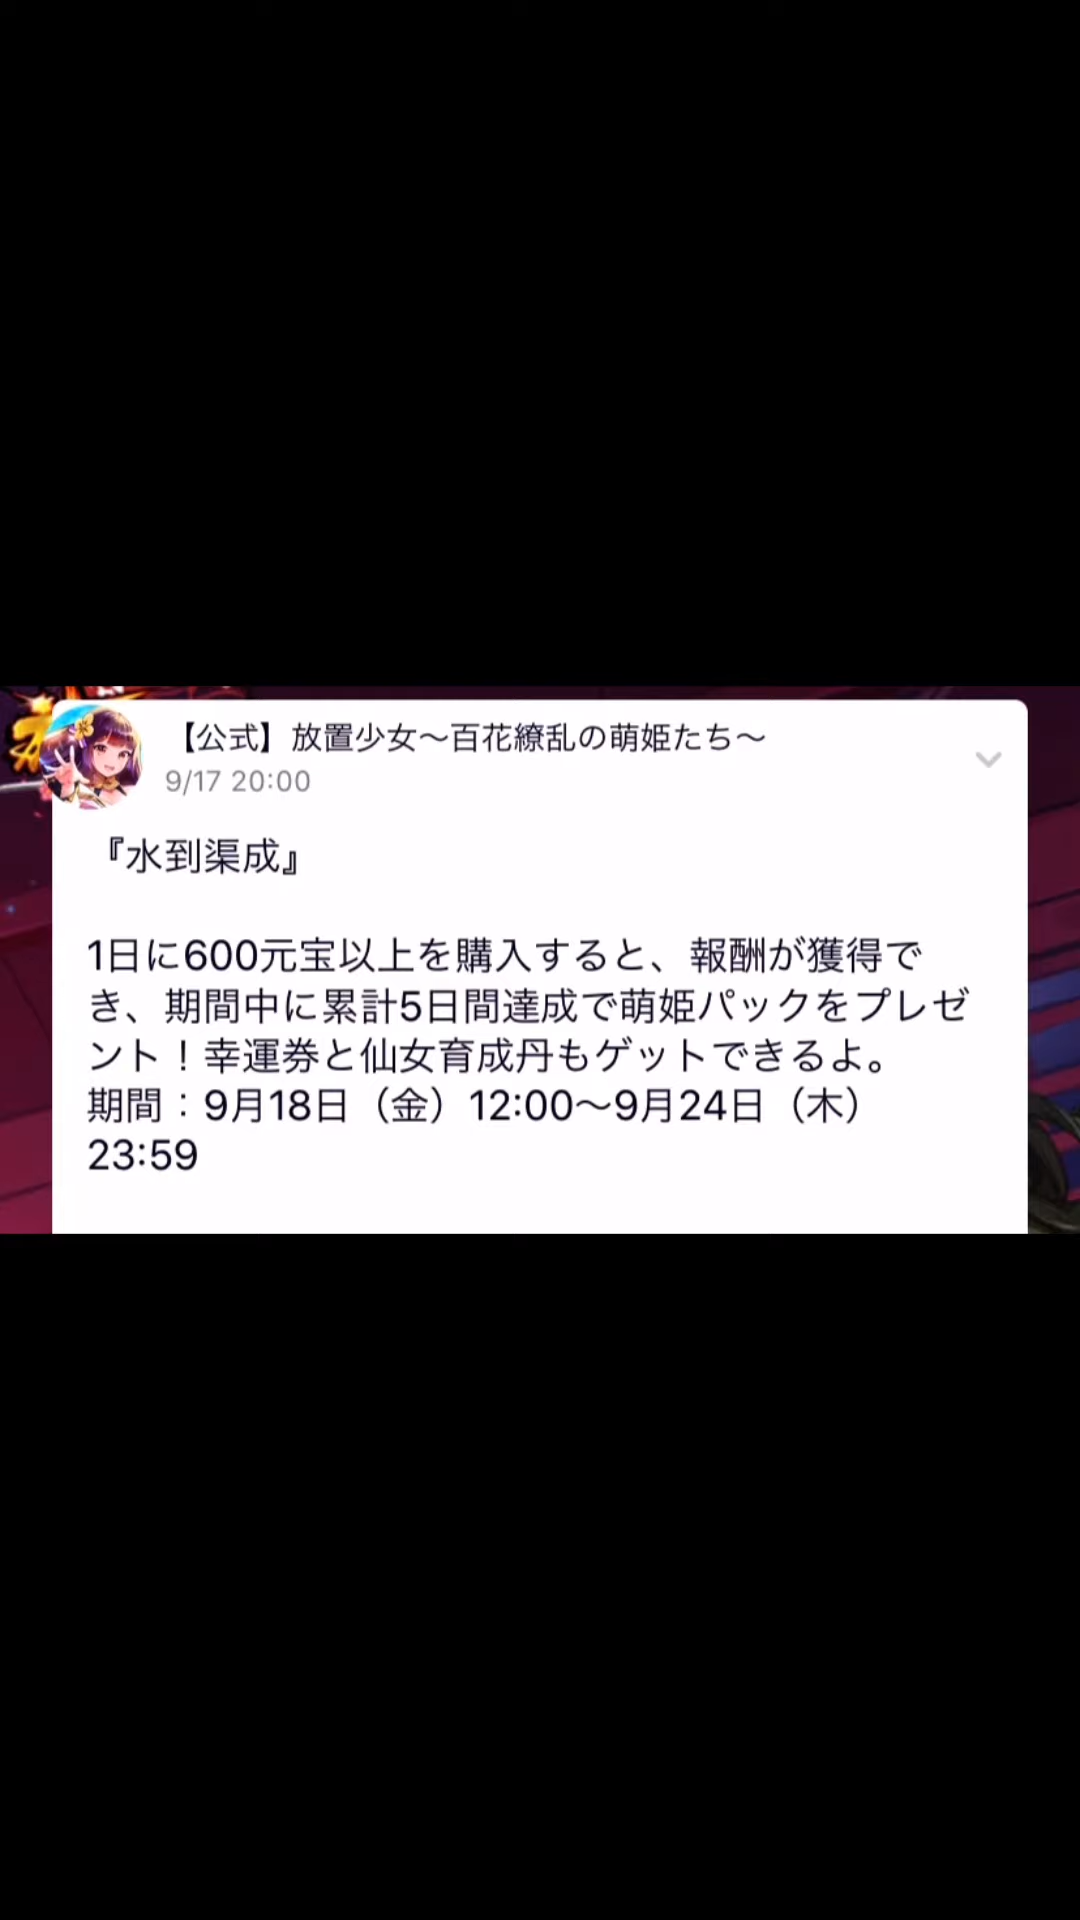 【公式】放置少女〜百花繚乱の萌姫たち〜
9/17 20:00
『水到渠成』
1日に600元宝以上を購入すると、報酬が獲得で
き、期間中に累計5日間達成で萌姫パックをプレゼ
ント！幸運券と仙女育成丹もゲットできるよ。
期間：9月18日（金）12:00〜9月24日（木）
23:59